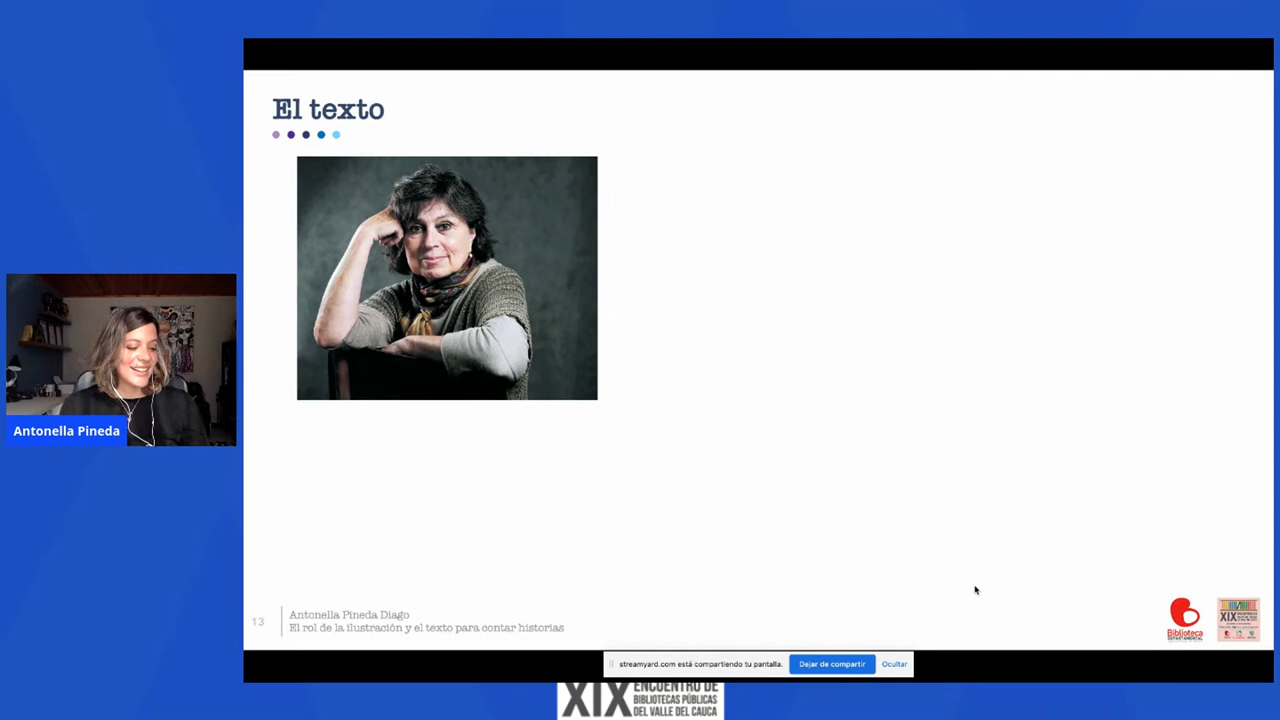 El texto
Antonella Pineda
13
Antonella Pineda Diago
El rol de la ilustración y el texto para contar historias
Biblioteca
DEPARTAMENTAL
XIX
streamyard.com está compartiendo tu pantalla.
Dejar de compartir
Ocultar
XIX ENCUENTRO DE
BIBLIOTECAS PÚBLICAS
DEL VALLE DEL CAUCA